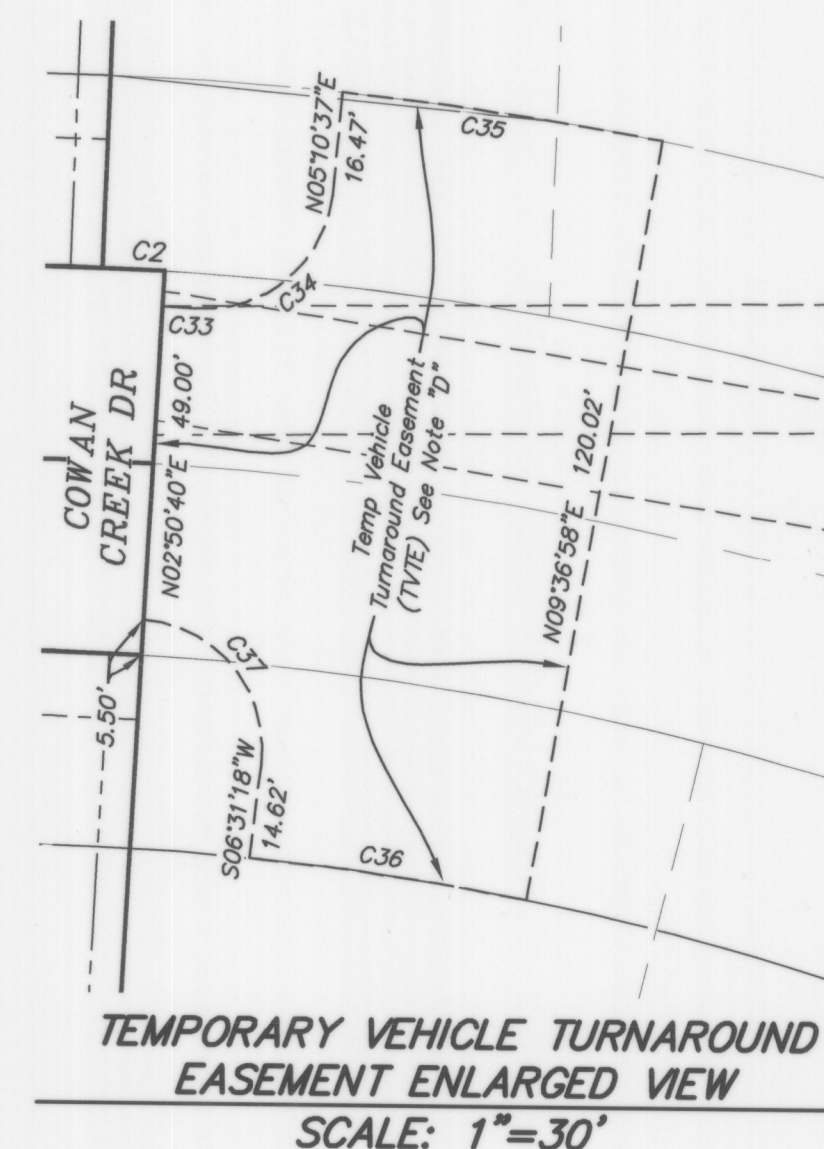 N05°10'37"E
16.47'
C35
C2
C34
C33
49.00'
COWAN
CREEK DR
N02°50'40"E
Temp Vehicle
Turnaround Easement
(TVTE) See Note "D"
N09°36'58"E 120.02'
C37
5.50'
S06°31'18"W
14.62'
C36
TEMPORARY VEHICLE TURNAROUND
EASEMENT ENLARGED VIEW
SCALE: 1"=30'